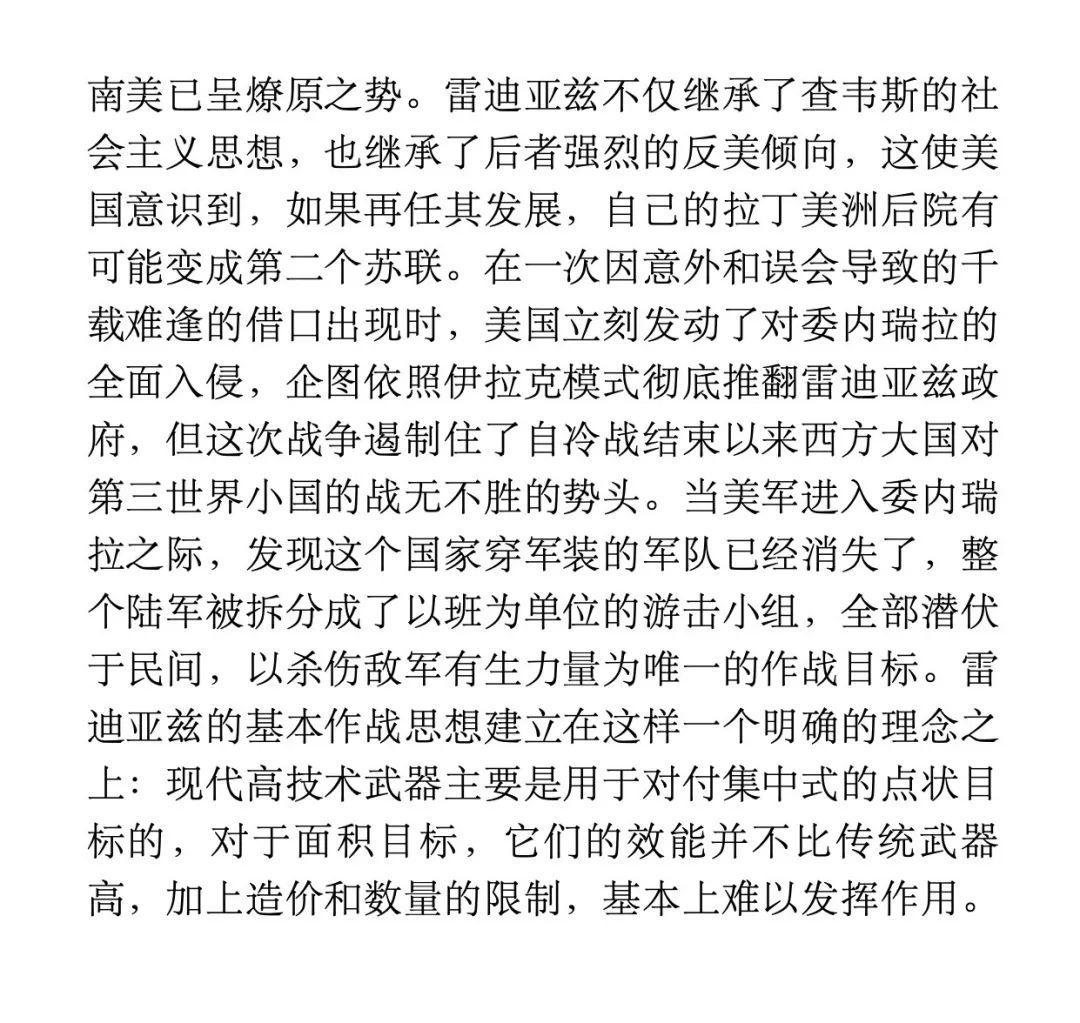 南美已呈燎原之势。雷迪亚兹不仅继承了查韦斯的社
会主义思想，也继承了后者强烈的反美倾向，这使美
国意识到，如果再任其发展，自己的拉丁美洲后院有
可能变成第二个苏联。在一次因意外和误会导致的千
载难逢的借口出现时，美国立刻发动了对委内瑞拉的
全面入侵，企图依照伊拉克模式彻底推翻雷迪亚兹政
府，但这次战争遏制住了自冷战结束以来西方大国对
第三世界小国的战无不胜的势头。当美军进入委内瑞
拉之际，发现这个国家穿军装的军队已经消失了，整
个陆军被拆分成了以班为单位的游击小组，全部潜伏
于民间，以杀伤敌军有生力量为唯一的作战目标。雷
迪亚兹的基本作战思想建立在这样一个明确的理念之
上：现代高技术武器主要是用于对付集中式的点状目
标的，对于面积目标，它们的效能并不比传统武器
高，加上造价和数量的限制，基本上难以发挥作用。